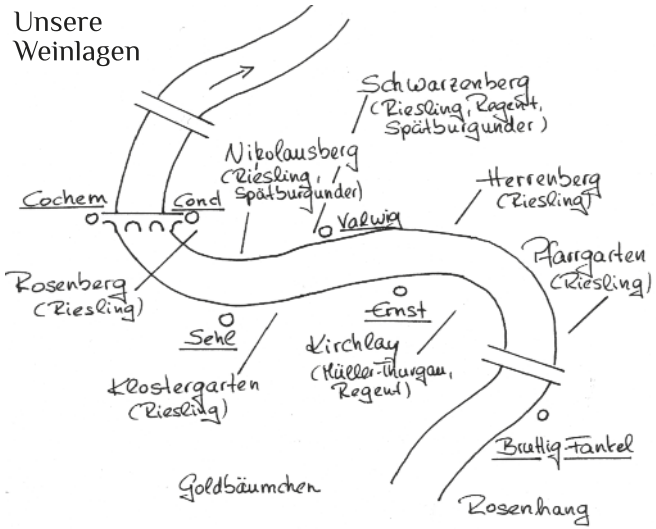 Unsere
Weinlagen
Schwarzenberg
(Riesling, Regent,
Spätburgunder)
Nikolausberg
(Riesling,
Spätburgunder)
Herrenberg
(Riesling)
Cochem
Cond
Valwig
Pfarrgarten
(Riesling)
Rosenberg
(Riesling)
Ernst
Sehl
Kirchlay
(Müller-Thurgau,
Regent)
Klostergarten
(Riesling)
Bruttig-Fankel
Goldbäumchen
Rosenhang